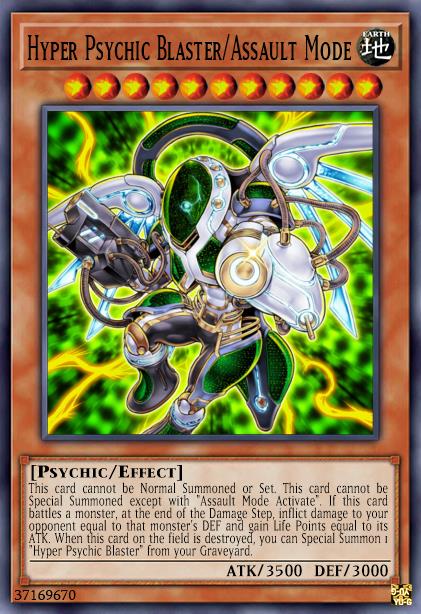 Hyper Psychic Blaster/Assault Mode
EARTH
地
[Psychic/Effect]
This card cannot be Normal Summoned or Set. This card cannot be
Special Summoned except with "Assault Mode Activate". If this card
battles a monster, at the end of the Damage Step, inflict damage to your
opponent equal to that monster's DEF and gain Life Points equal to its
ATK. When this card on the field is destroyed, you can Special Summon 1
"Hyper Psychic Blaster" from your Graveyard.
ATK/3500 DEF/3000
37169670